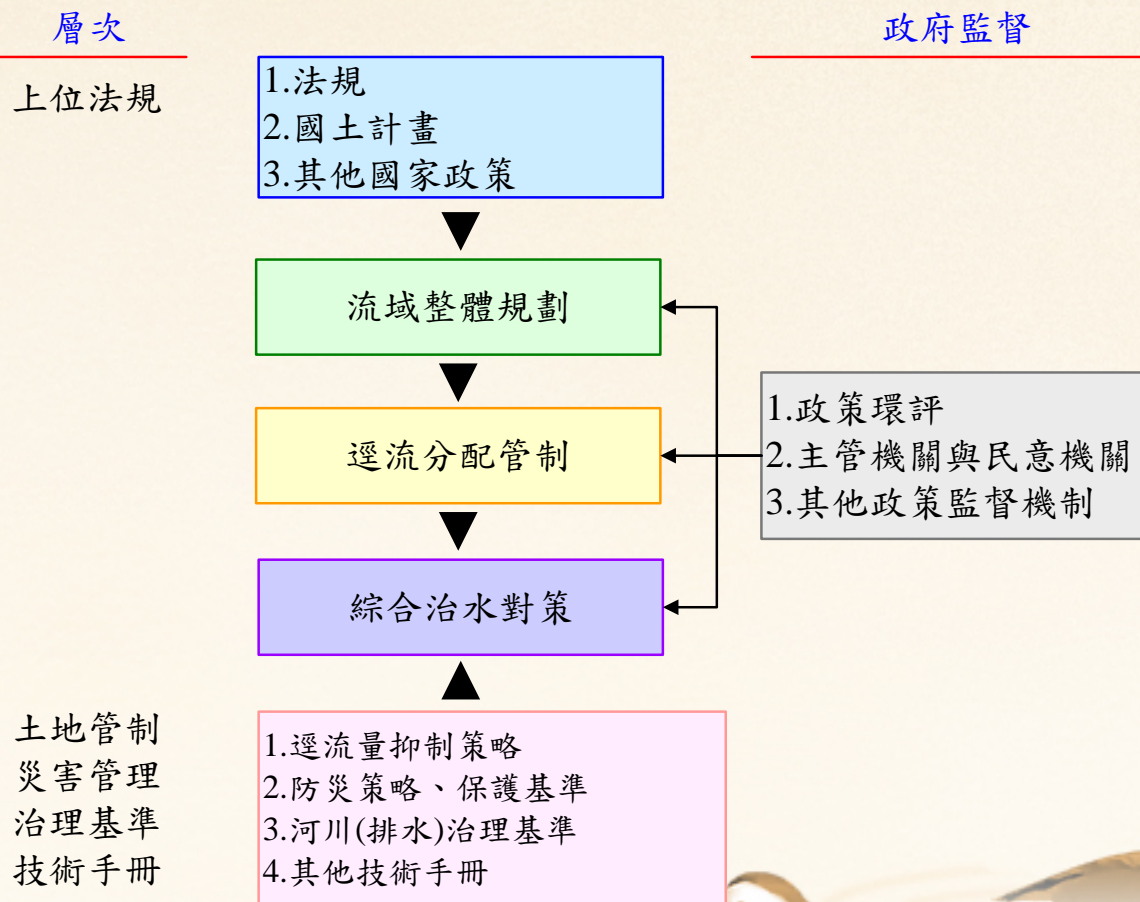 層次
政府監督
上位法規
1.法規
2.國土計畫
3.其他國家政策
流域整體規劃
逕流分配管制
1.政策環評
2.主管機關與民意機關
3.其他政策監督機制
綜合治水對策
土地管制
災害管理
治理基準
技術手冊
1.逕流量抑制策略
2.防災策略、保護基準
3.河川(排水)治理基準
4.其他技術手冊